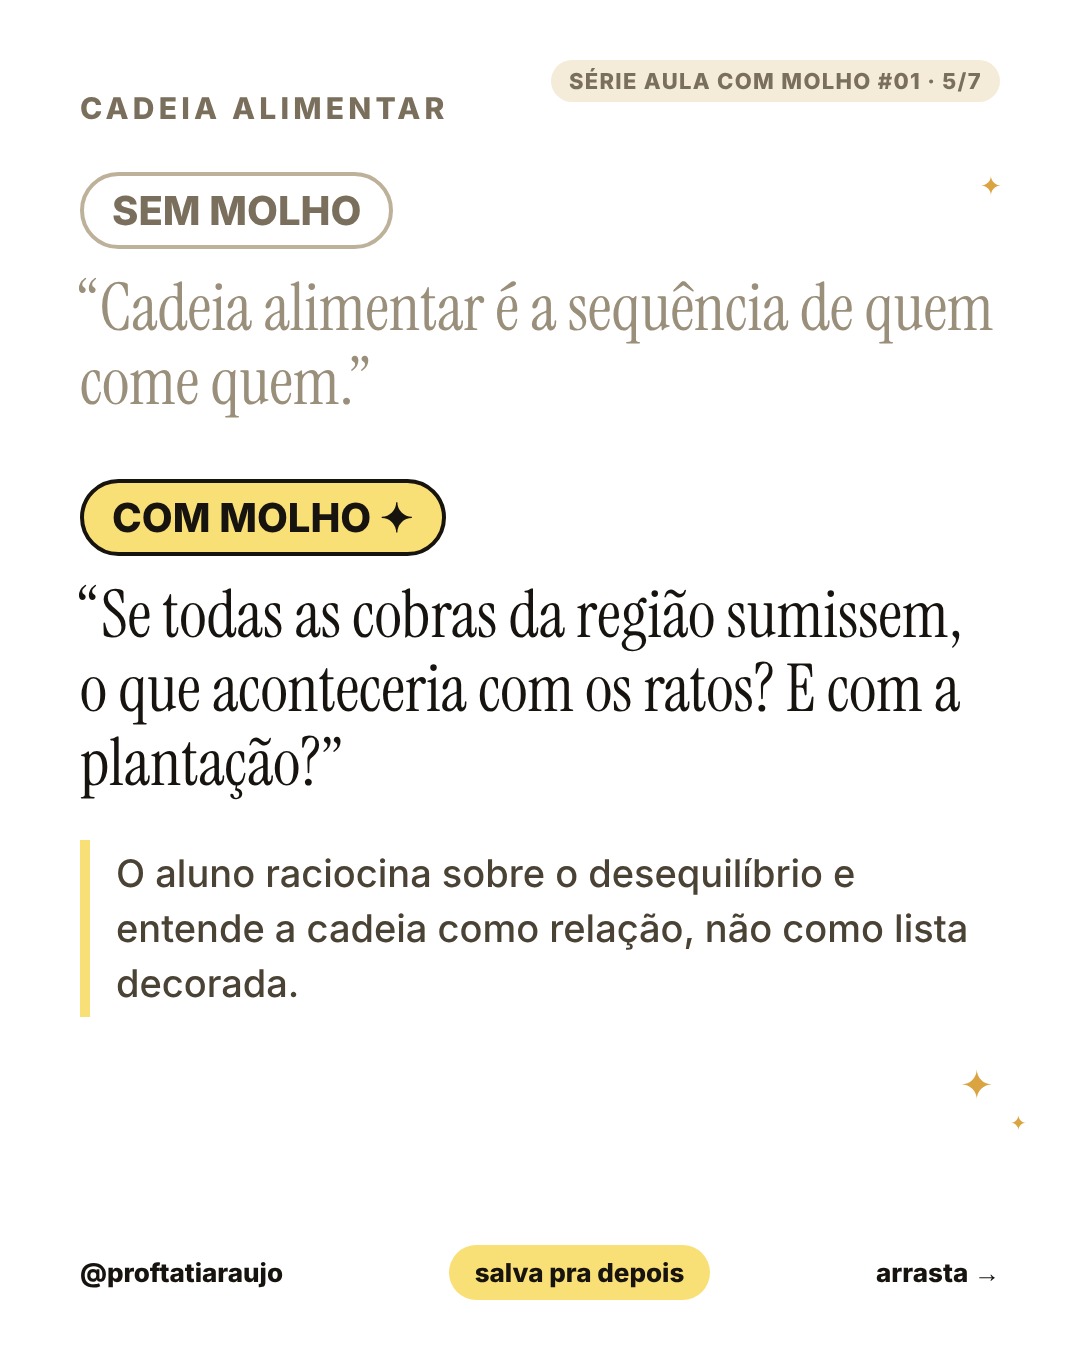 SÉRIE AULA COM MOLHO #01 · 5/7
CADEIA ALIMENTAR
SEM MOLHO
“Cadeia alimentar é a sequência de quem
come quem.”
COM MOLHO ✦
“Se todas as cobras da região sumissem,
o que aconteceria com os ratos? E com a
plantação?”
O aluno raciocina sobre o desequilíbrio e
entende a cadeia como relação, não como lista
decorada.
@proftatiaraujo
salva pra depois
arrasta →